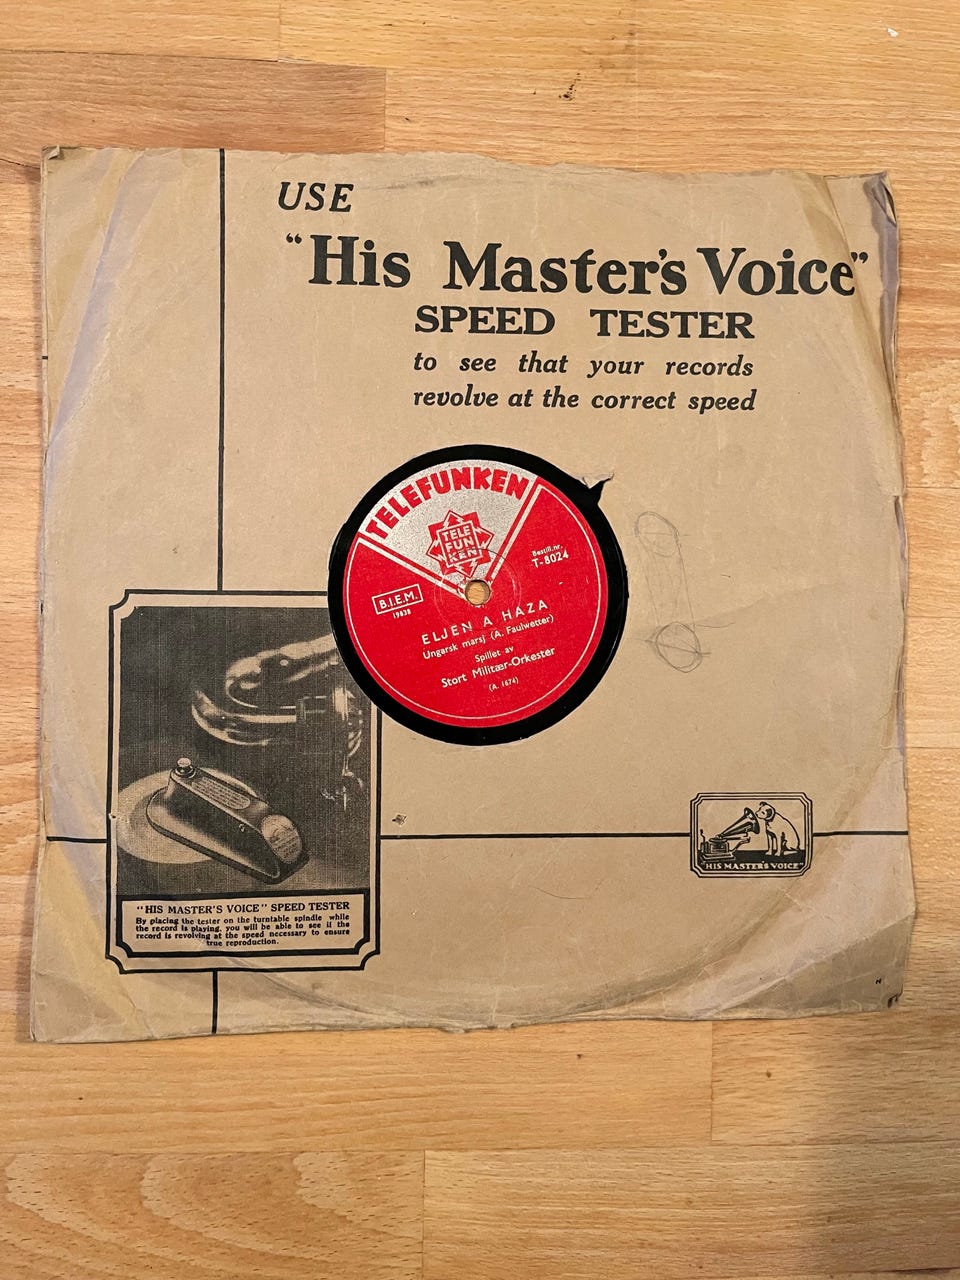 USE
"His Master's Voice"
SPEED TESTER
to see that your records
revolve at the correct speed
TELEFUNKEN
TELE
FUN
KEN
Bestill.nr.
T-8024
B.I.E.M.
19838
ELJEN A HAZA
Ungarsk marsj (A. Faulwetter)
Spillet av
Stort Militær-Orkester
(A. 1674)
"HIS MASTER'S VOICE"
"HIS MASTER'S VOICE" SPEED TESTER
By placing the tester on the turntable spindle while
the record is playing, you will be able to see if the
record is revolving at the speed necessary to ensure
true reproduction.
H